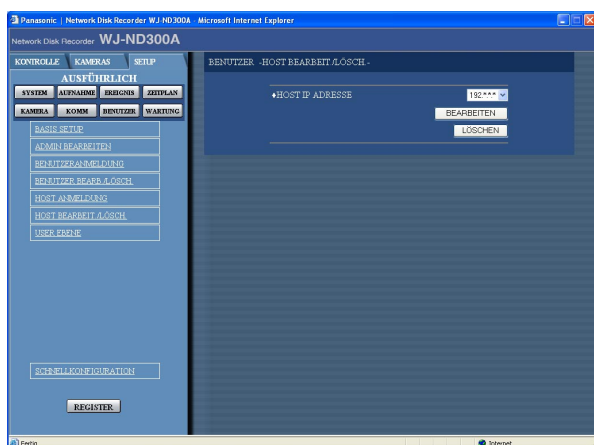 Panasonic | Network Disk Recorder WJ-ND300A - Microsoft Internet Explorer
Network Disk Recorder WJ-ND300A
KONTROLLE KAMERAS SETUP
AUSFÜHRLICH
SYSTEM AUFNAHME EREIGNIS ZEITPLAN
KAMERA KOMM BENUTZER WARTUNG
BASIS SETUP
ADMIN BEARBEITEN
BENUTZERANMELDUNG
BENUTZER BEARB./LÖSCH.
HOST ANMELDUNG
HOST BEARBEIT./LÖSCH.
USER EBENE
SCHNELLKONFIGURATION
REGISTER
BENUTZER -HOST BEARBEIT./LÖSCH.-
♦HOST IP ADRESSE 192.*.*.*
BEARBEITEN
LÖSCHEN
Fertig Internet